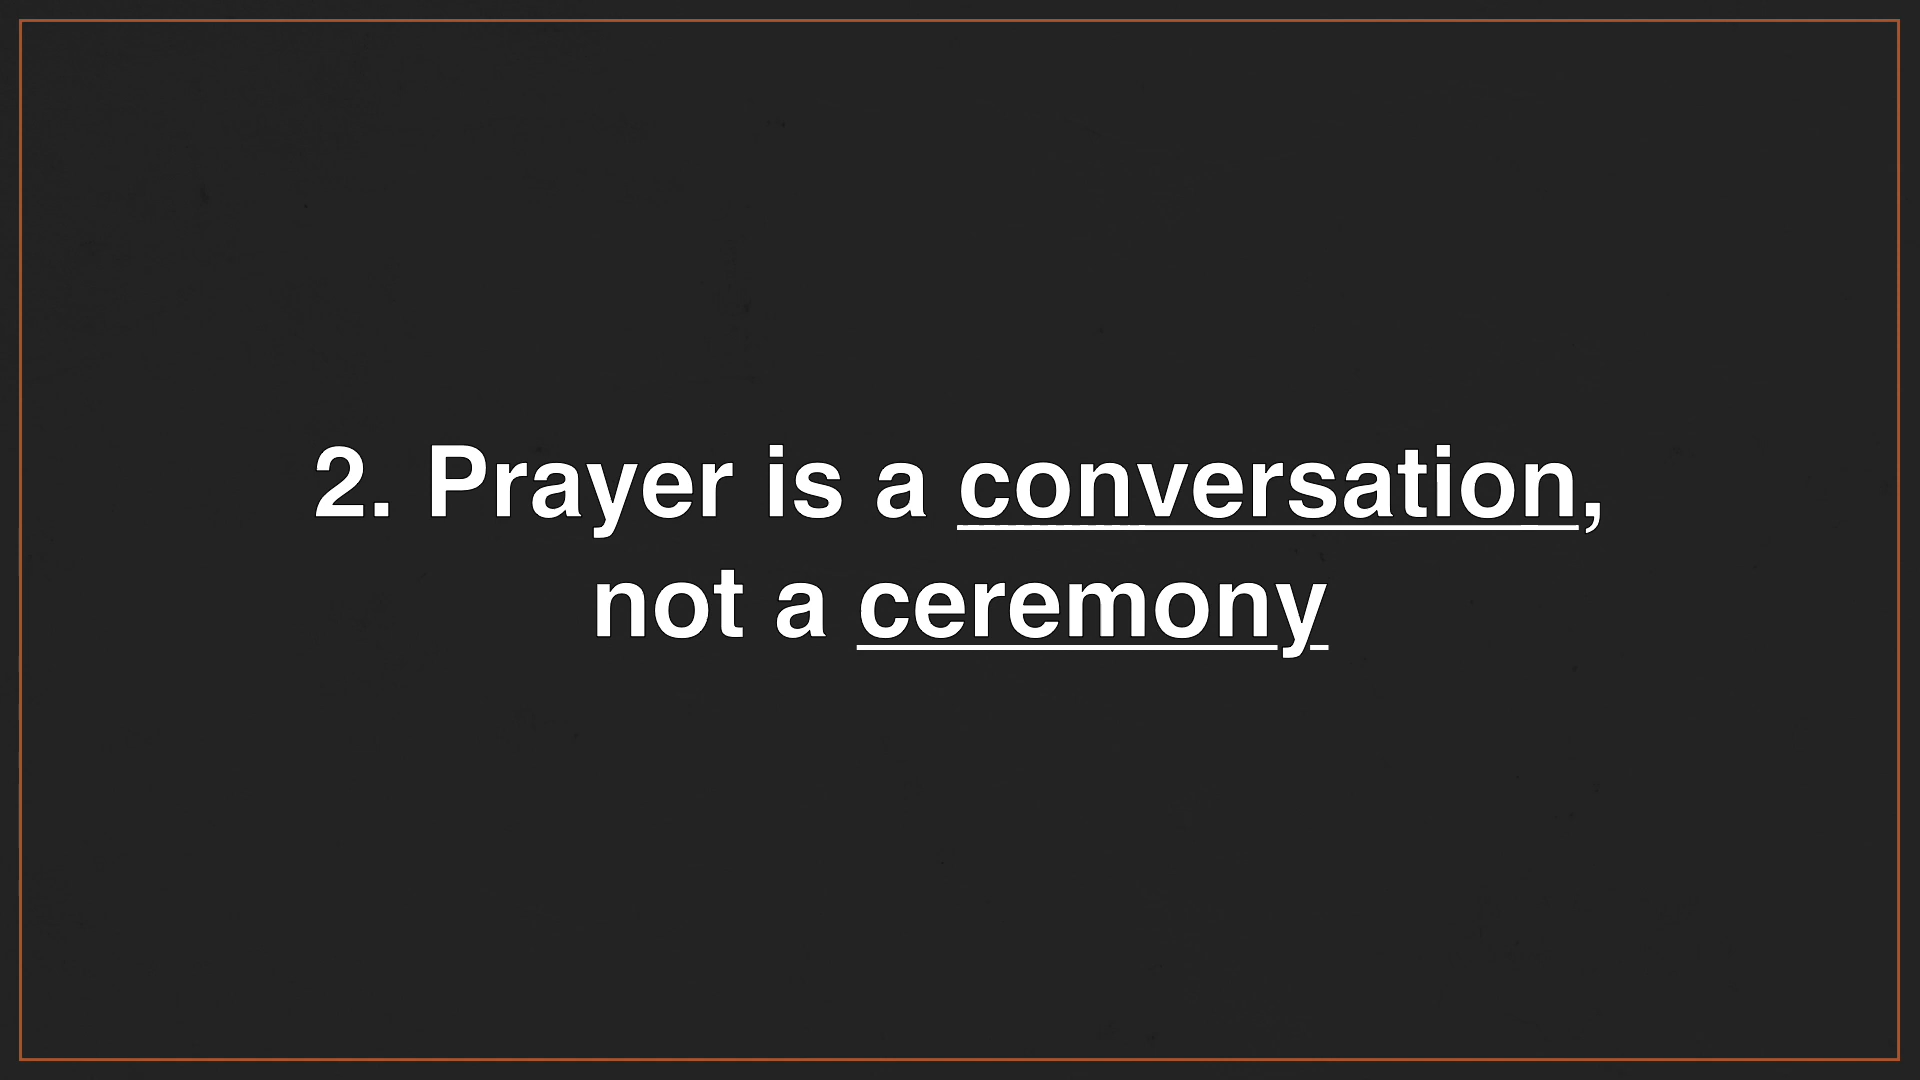 2. Prayer is a conversation,
not a ceremony